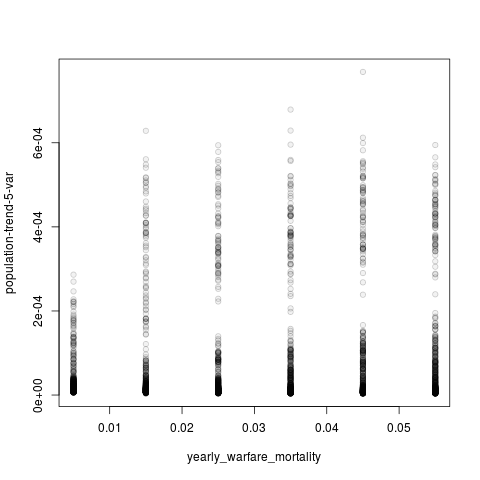 population-trend-5-var
6e-04
4e-04
2e-04
0e+00
0.01 0.02 0.03 0.04 0.05
yearly_warfare_mortality